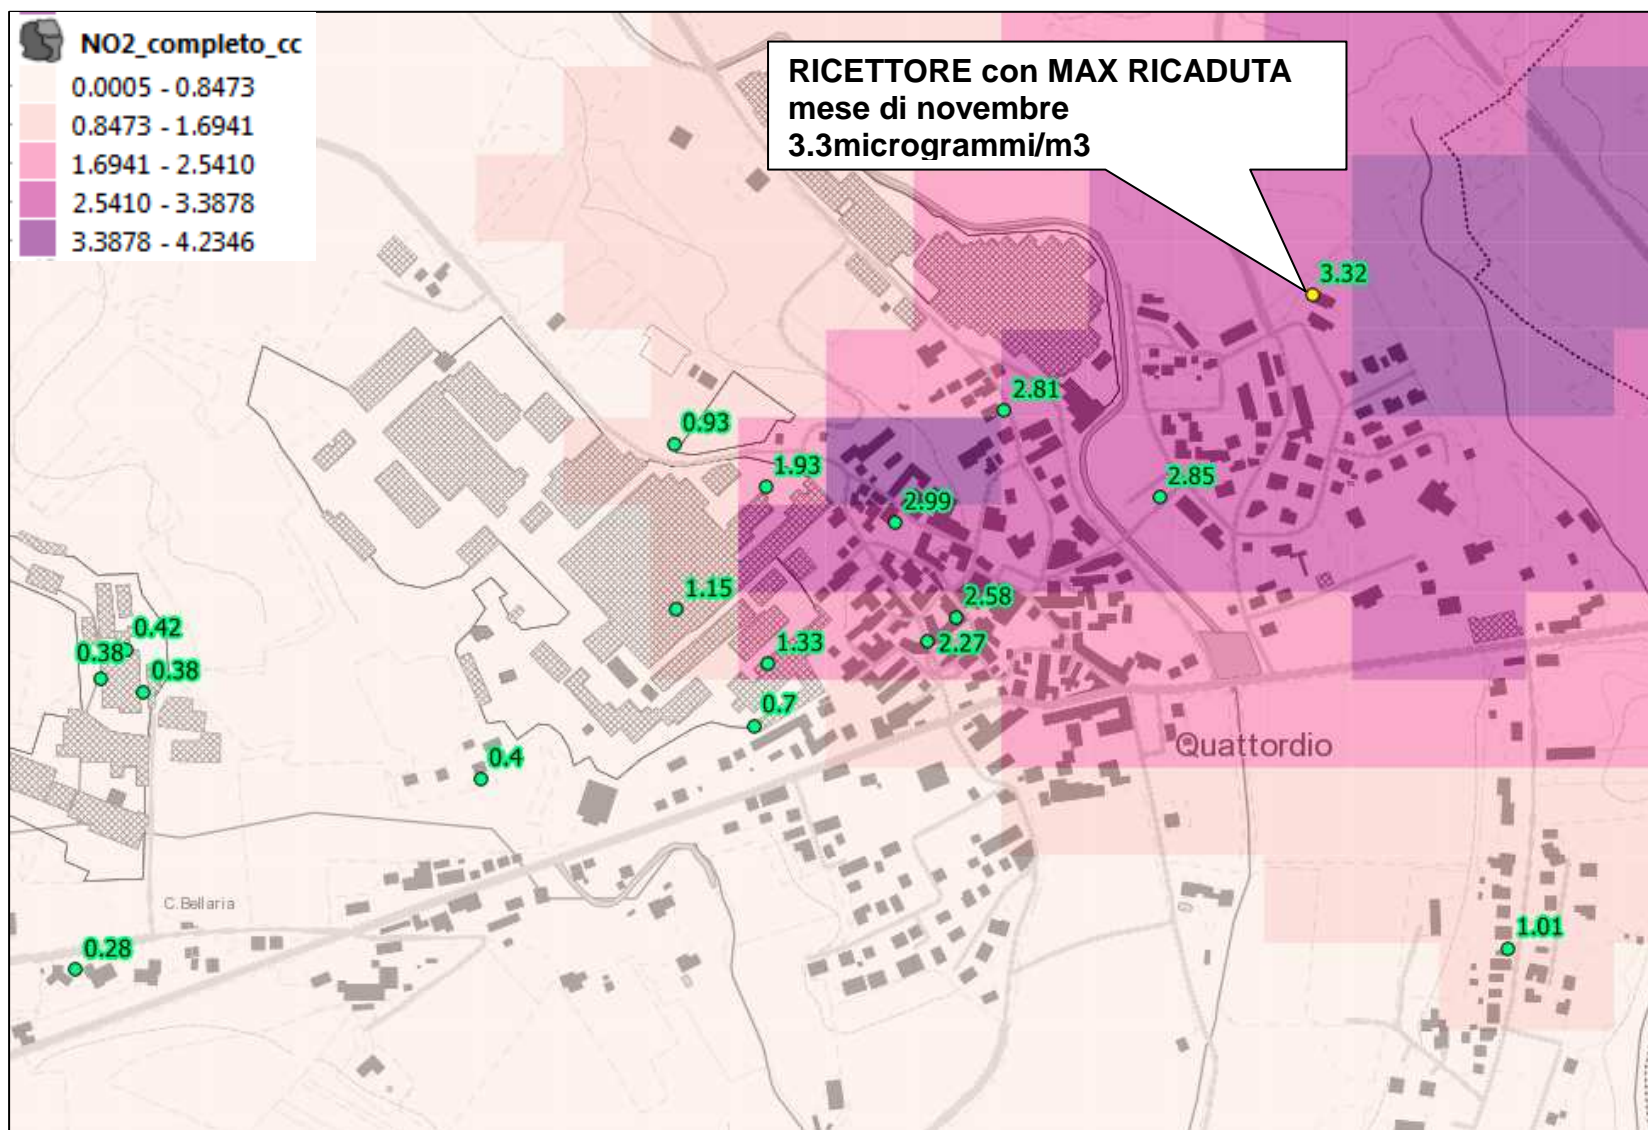 NO2_completo_cc
0.0005 - 0.8473
0.8473 - 1.6941
1.6941 - 2.5410
2.5410 - 3.3878
3.3878 - 4.2346
RICETTORE con MAX RICADUTA
mese di novembre
3.3microgrammi/m3
3.32
2.81
0.93
1.93
2.85
2.99
1.15
2.58
0.42
2.27
0.38
0.38
1.33
0.7
Quattordio
0.4
C.Bellaria
1.01
0.28